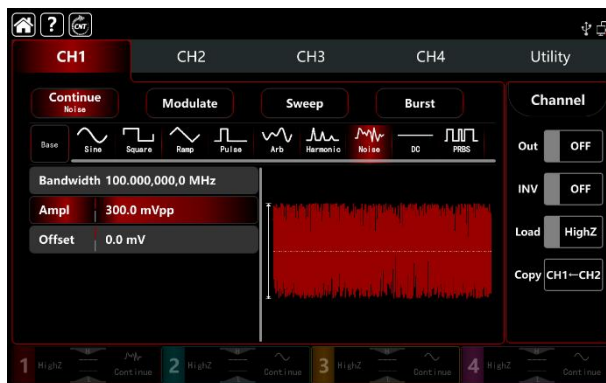 ? CNT
CH1 CH2 CH3 CH4 Utility
Continue Noise Modulate Sweep Burst
Base Sine Square Ramp Pulse Arb Harmonic Noise DC PRBS
Channel
Out OFF
INV OFF
Load HighZ
Copy CH1←CH2
Bandwidth 100.000,000,0 MHz
Ampl 300.0 mVpp
Offset 0.0 mV
1 HighZ Continue 2 HighZ Continue 3 HighZ Continue 4 HighZ Continue